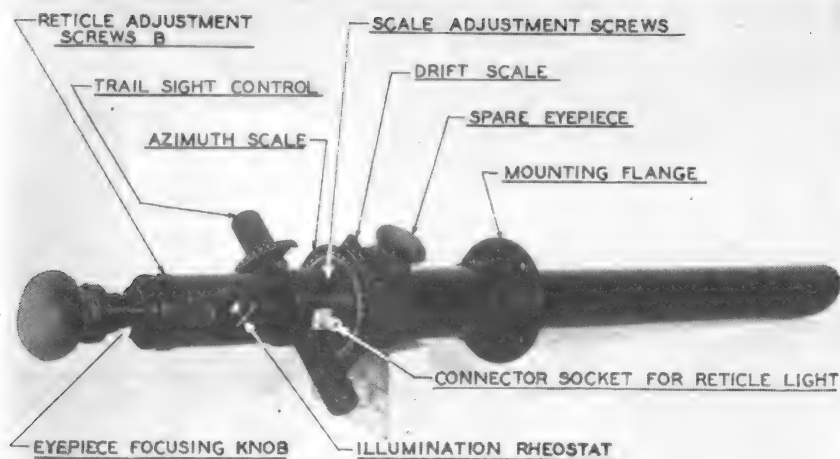 RETICLE ADJUSTMENT
SCREWS B
SCALE ADJUSTMENT SCREWS
TRAIL SIGHT CONTROL
DRIFT SCALE
AZIMUTH SCALE
SPARE EYEPIECE
MOUNTING FLANGE
CONNECTOR SOCKET FOR RETICLE LIGHT
EYEPIECE FOCUSING KNOB
ILLUMINATION RHEOSTAT